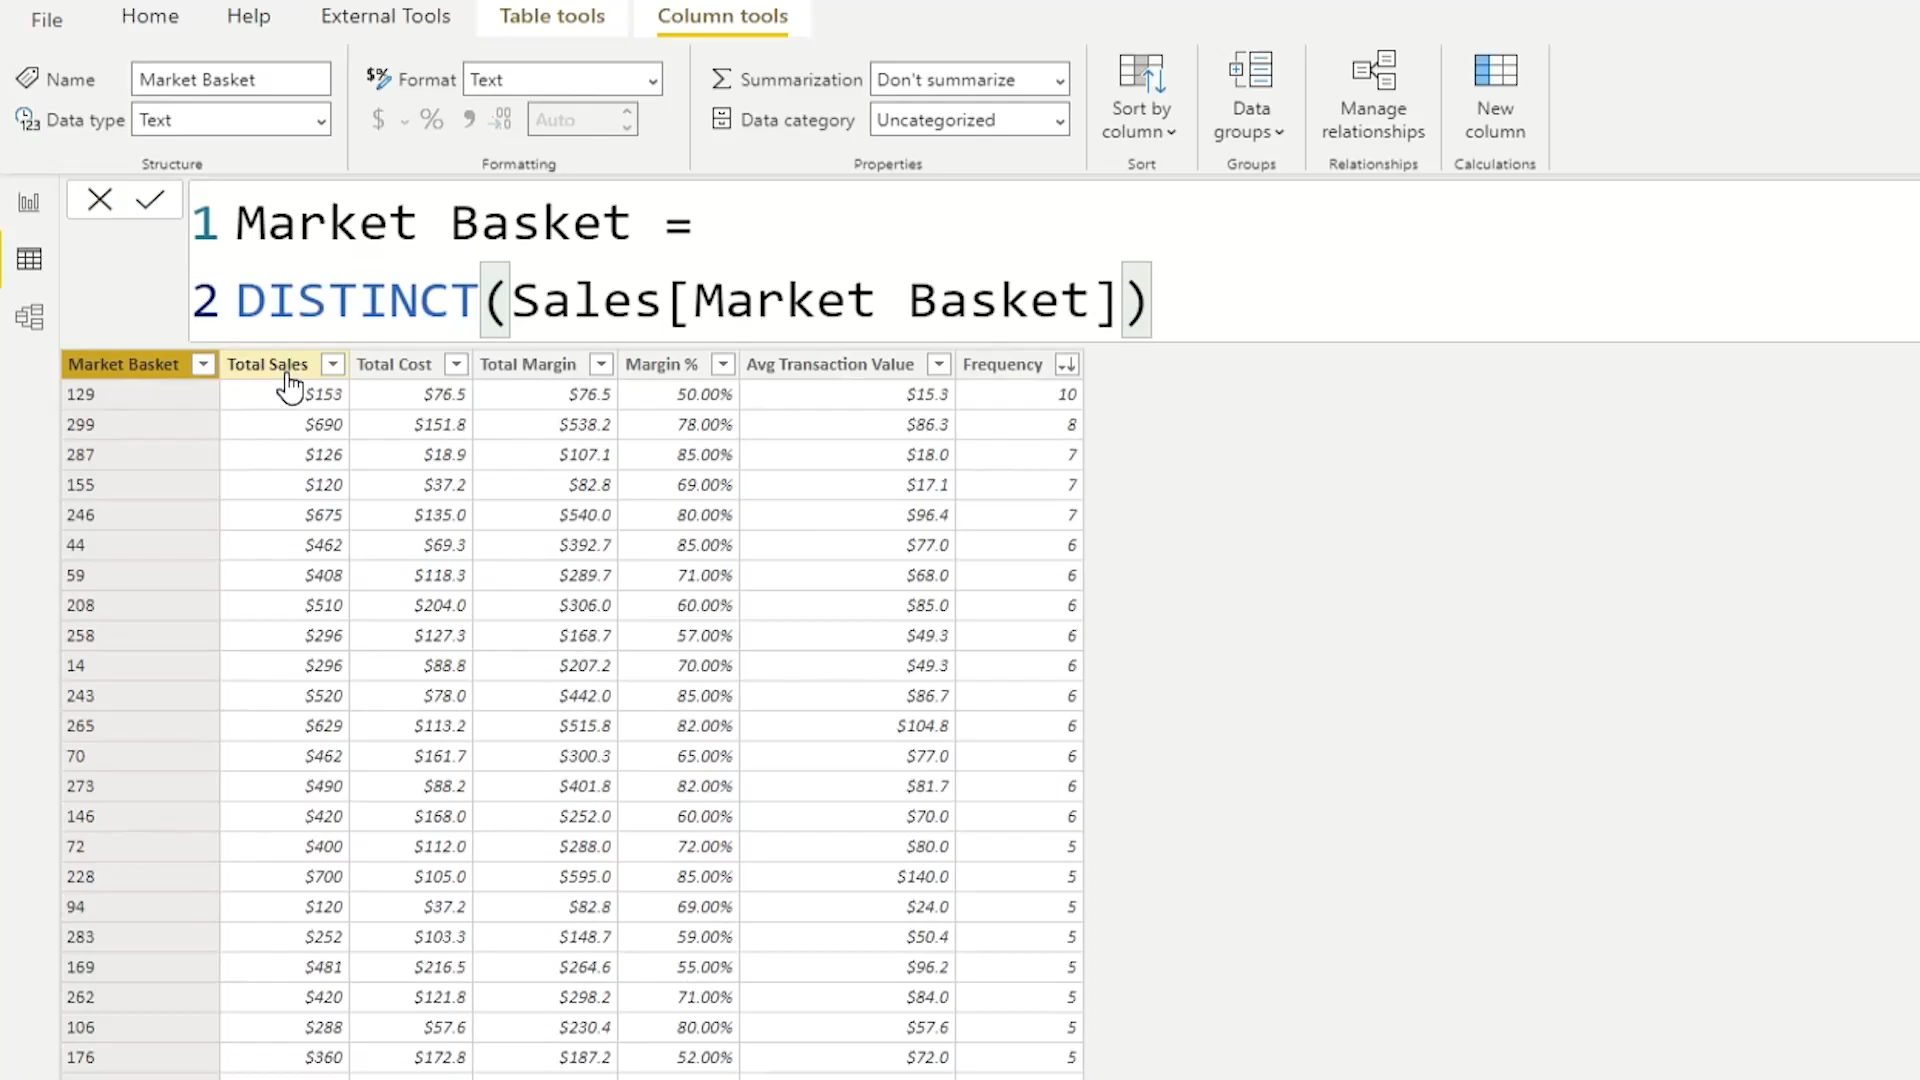 File Home Help External Tools Table tools Column tools
Name Market Basket $% Format Text Σ Summarization Don't summarize
Data type Text $ % 9 .00 Auto Data category Uncategorized
Sort by column Data groups Manage relationships New column
Structure Formatting Properties Sort Groups Relationships Calculations
1 Market Basket =
2 DISTINCT(Sales[Market Basket])
Market Basket Total Sales Total Cost Total Margin Margin % Avg Transaction Value Frequency
129 $153 $76.5 $76.5 50.00% $15.3 10
299 $690 $151.8 $538.2 78.00% $86.3 8
287 $126 $18.9 $107.1 85.00% $18.0 7
155 $120 $37.2 $82.8 69.00% $17.1 7
246 $675 $135.0 $540.0 80.00% $96.4 7
44 $462 $69.3 $392.7 85.00% $77.0 6
59 $408 $118.3 $289.7 71.00% $68.0 6
208 $510 $204.0 $306.0 60.00% $85.0 6
258 $296 $127.3 $168.7 57.00% $49.3 6
14 $296 $88.8 $207.2 70.00% $49.3 6
243 $520 $78.0 $442.0 85.00% $86.7 6
265 $629 $113.2 $515.8 82.00% $104.8 6
70 $462 $161.7 $300.3 65.00% $77.0 6
273 $490 $88.2 $401.8 82.00% $81.7 6
146 $420 $168.0 $252.0 60.00% $70.0 6
72 $400 $112.0 $288.0 72.00% $80.0 5
228 $700 $105.0 $595.0 85.00% $140.0 5
94 $120 $37.2 $82.8 69.00% $24.0 5
283 $252 $103.3 $148.7 59.00% $50.4 5
169 $481 $216.5 $264.6 55.00% $96.2 5
262 $420 $121.8 $298.2 71.00% $84.0 5
106 $288 $57.6 $230.4 80.00% $57.6 5
176 $360 $172.8 $187.2 52.00% $72.0 5